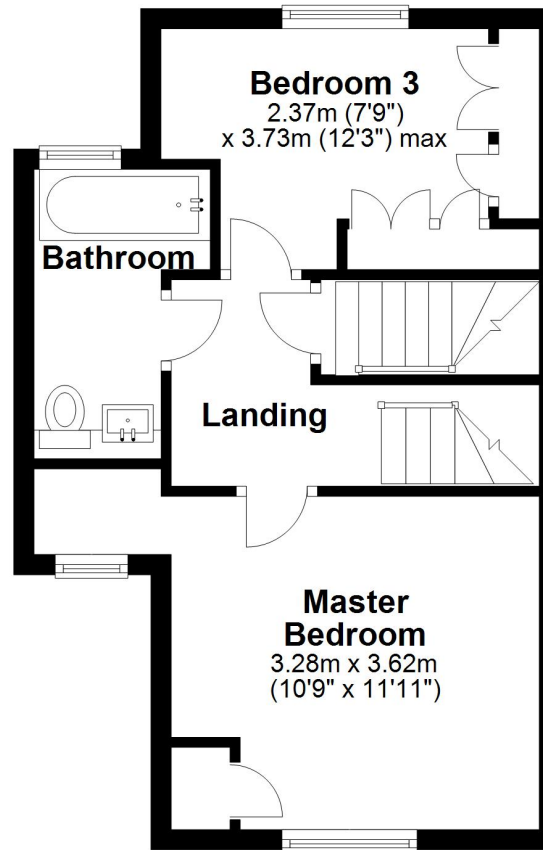 Bedroom 3
2.37m (7'9")
x 3.73m (12'3") max
Bathroom
Landing
Master
Bedroom
3.28m x 3.62m
(10'9" x 11'11")